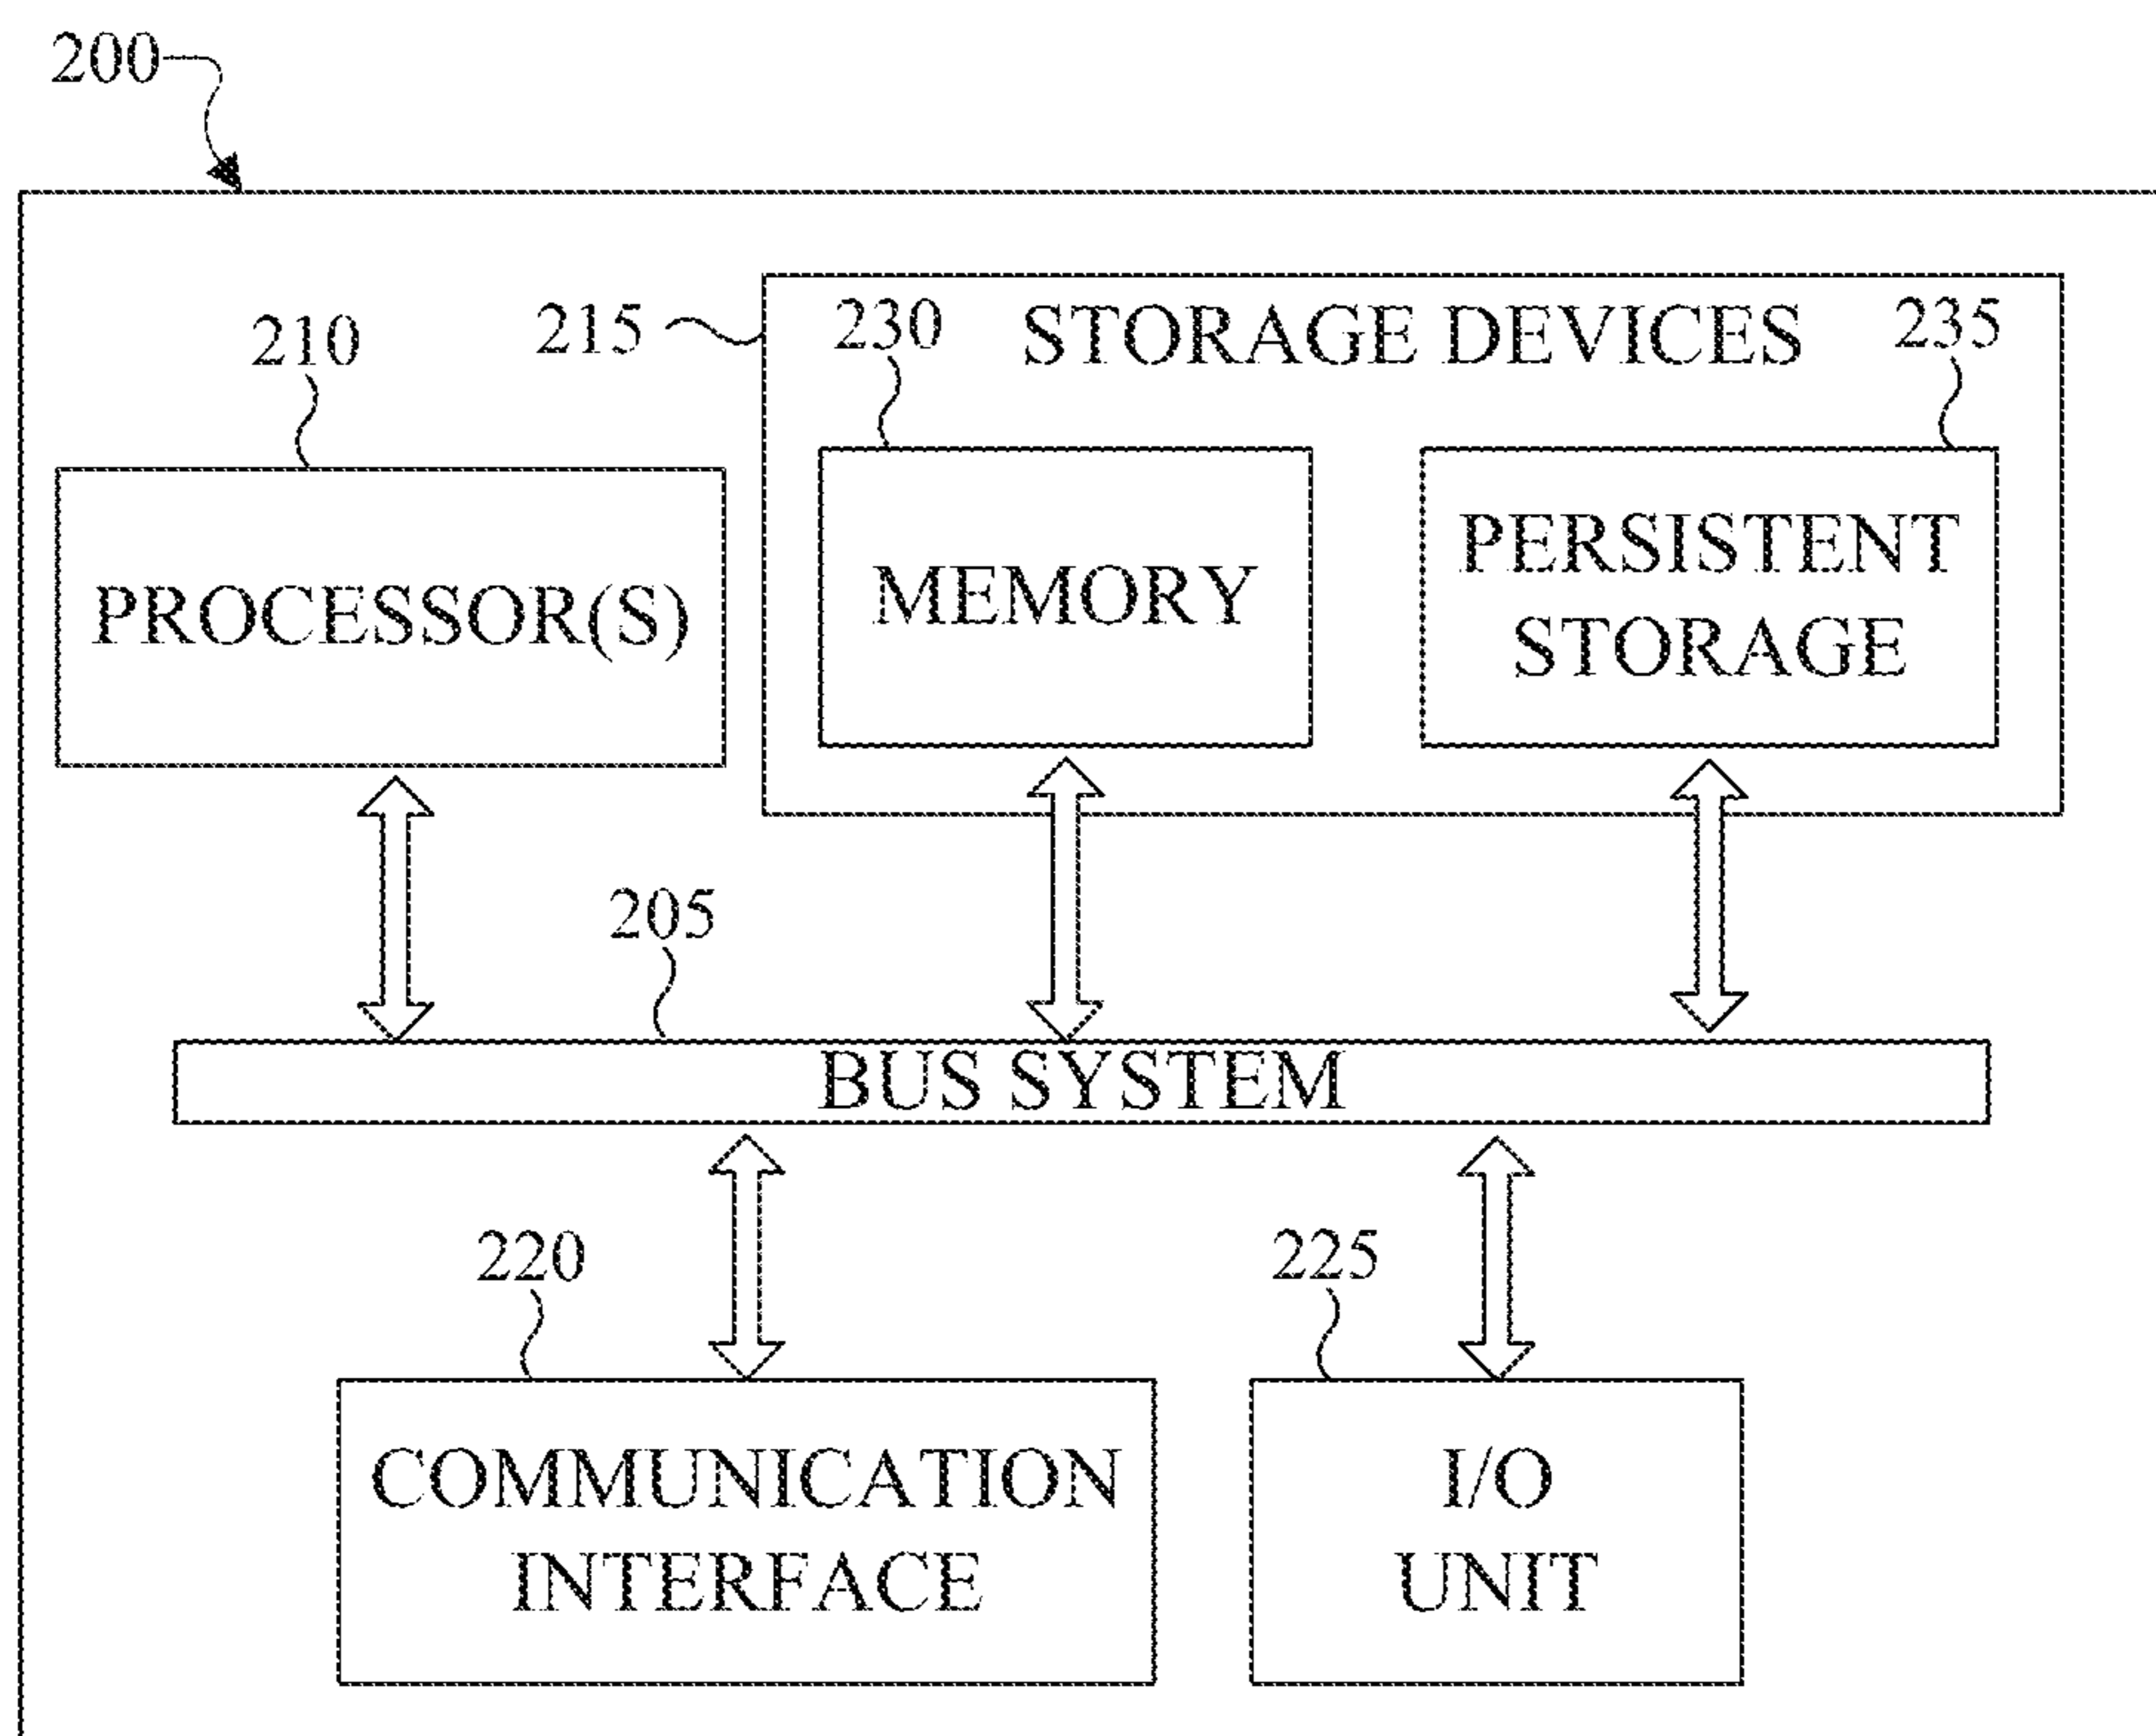 200
210
215
230
STORAGE DEVICES
235
PROCESSOR(S)
MEMORY
PERSISTENT
STORAGE
205
BUS SYSTEM
220
225
COMMUNICATION
INTERFACE
I/O
UNIT